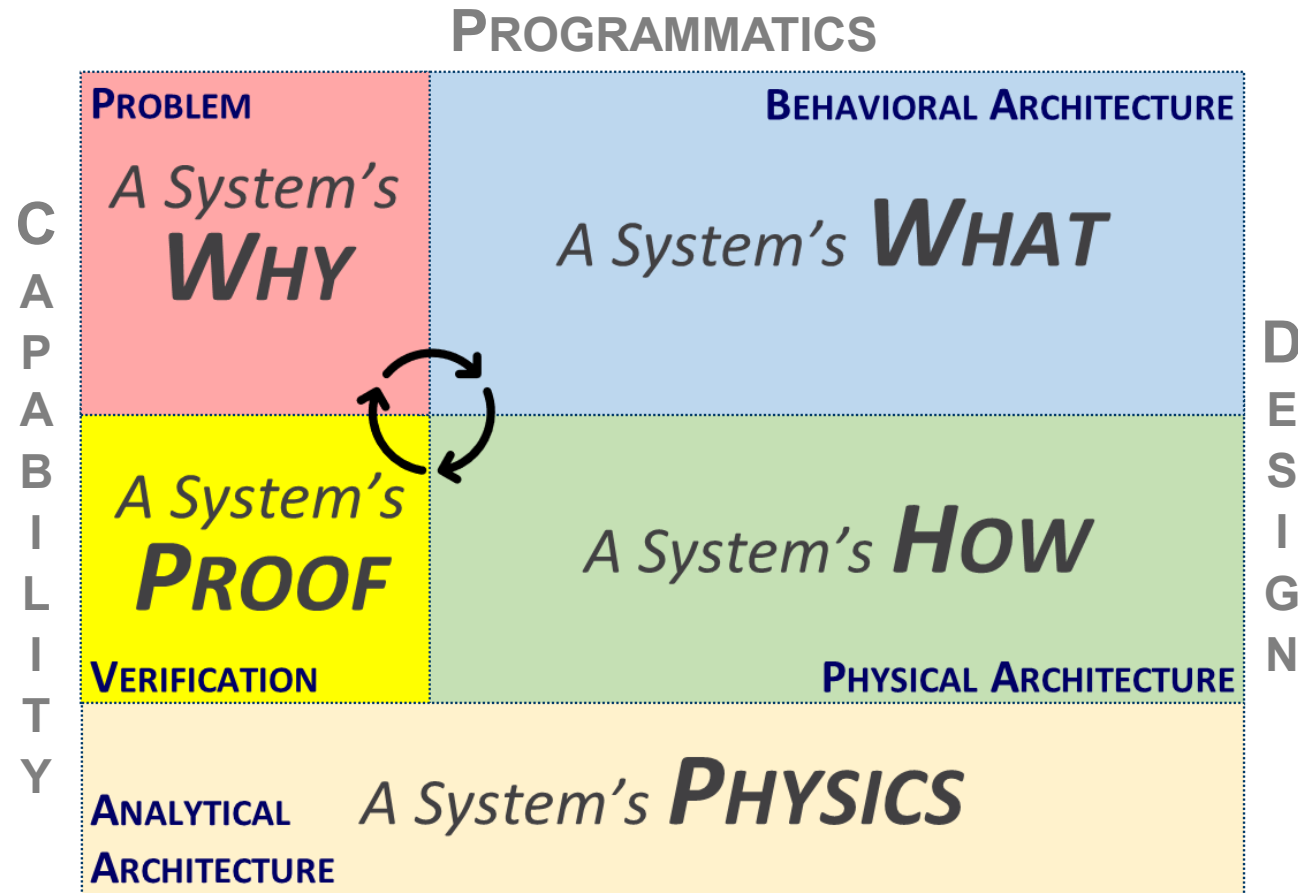 PROGRAMMATICS
PROBLEM
A System's
WHY
BEHAVIORAL ARCHITECTURE
A System's WHAT
CAPABILITY
DESIGN
A System's
PROOF
VERIFICATION
A System's HOW
PHYSICAL ARCHITECTURE
A System's PHYSICS
ANALYTICAL
ARCHITECTURE